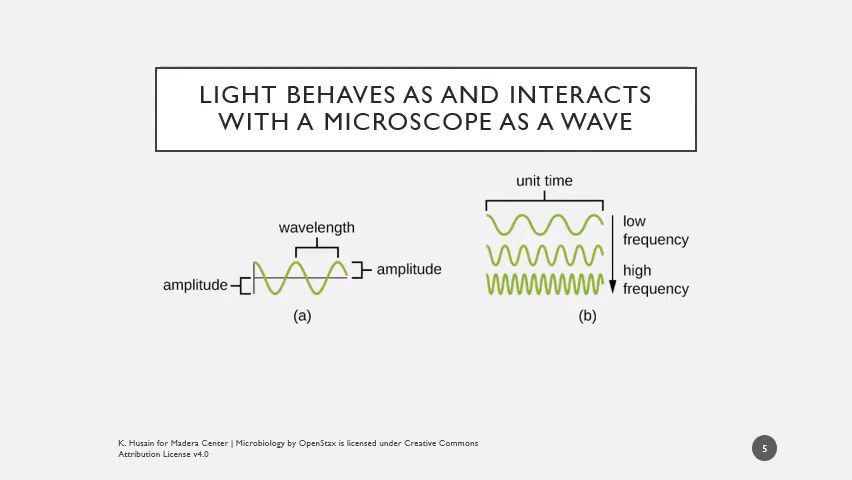 LIGHT BEHAVES AS AND INTERACTS
WITH A MICROSCOPE AS A WAVE
wavelength
amplitude
amplitude
(a)
unit time
low
frequency
high
frequency
(b)
K. Husain for Madera Center | Microbiology by OpenStax is licensed under Creative Commons
Attribution License v4.0
5